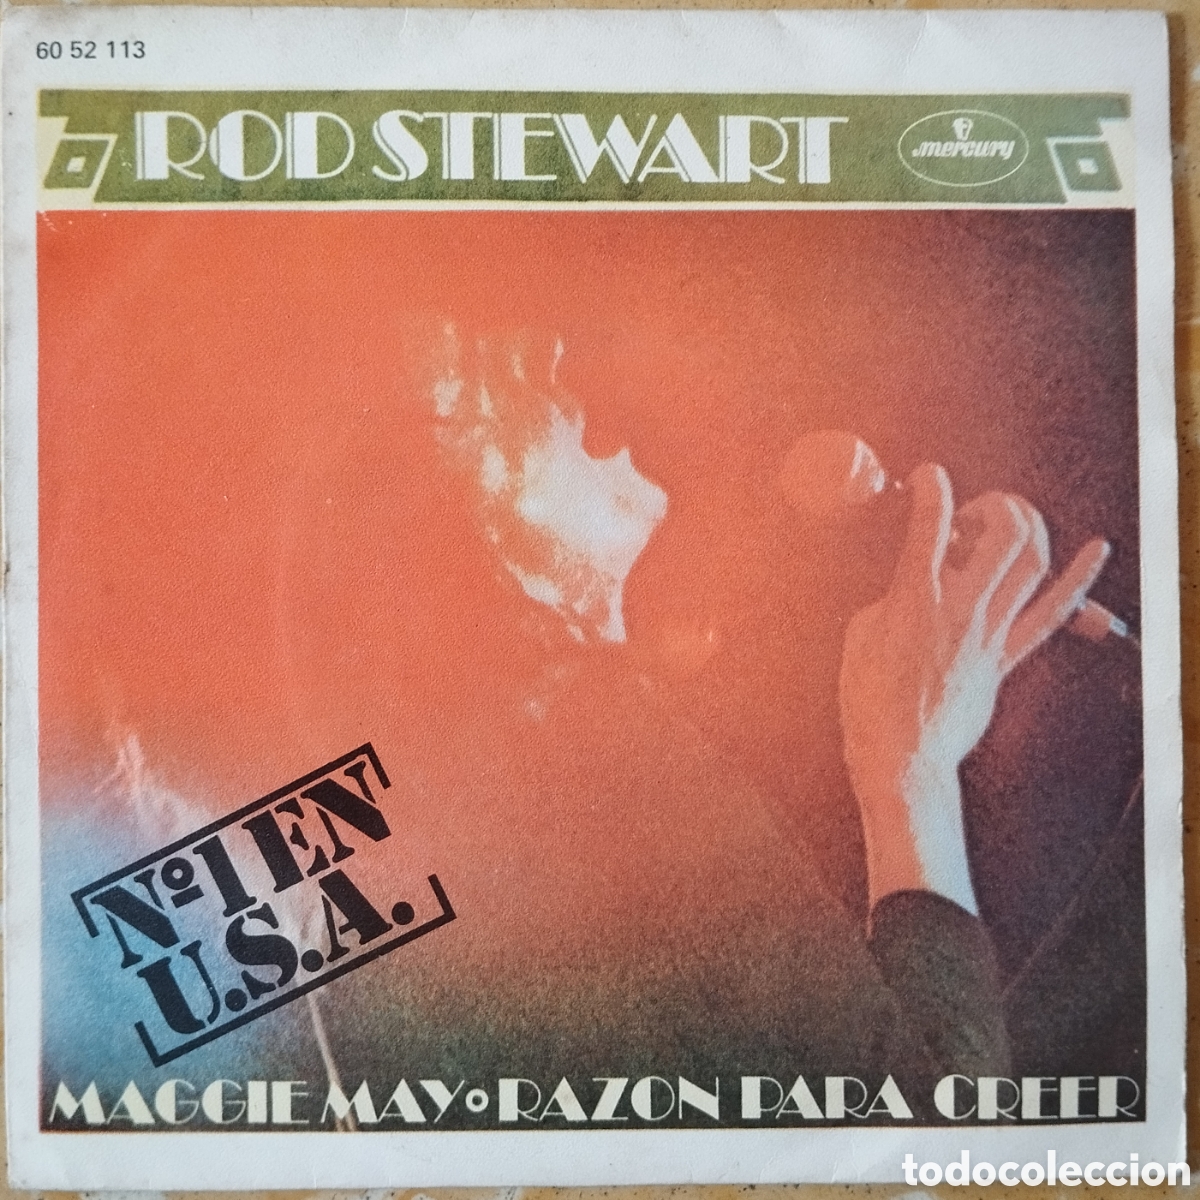 60 52 113
ROD STEWART
mercury
Nº1 EN
U.S.A.
MAGGIE MAY • RAZON PARA CREER
todocoleccion